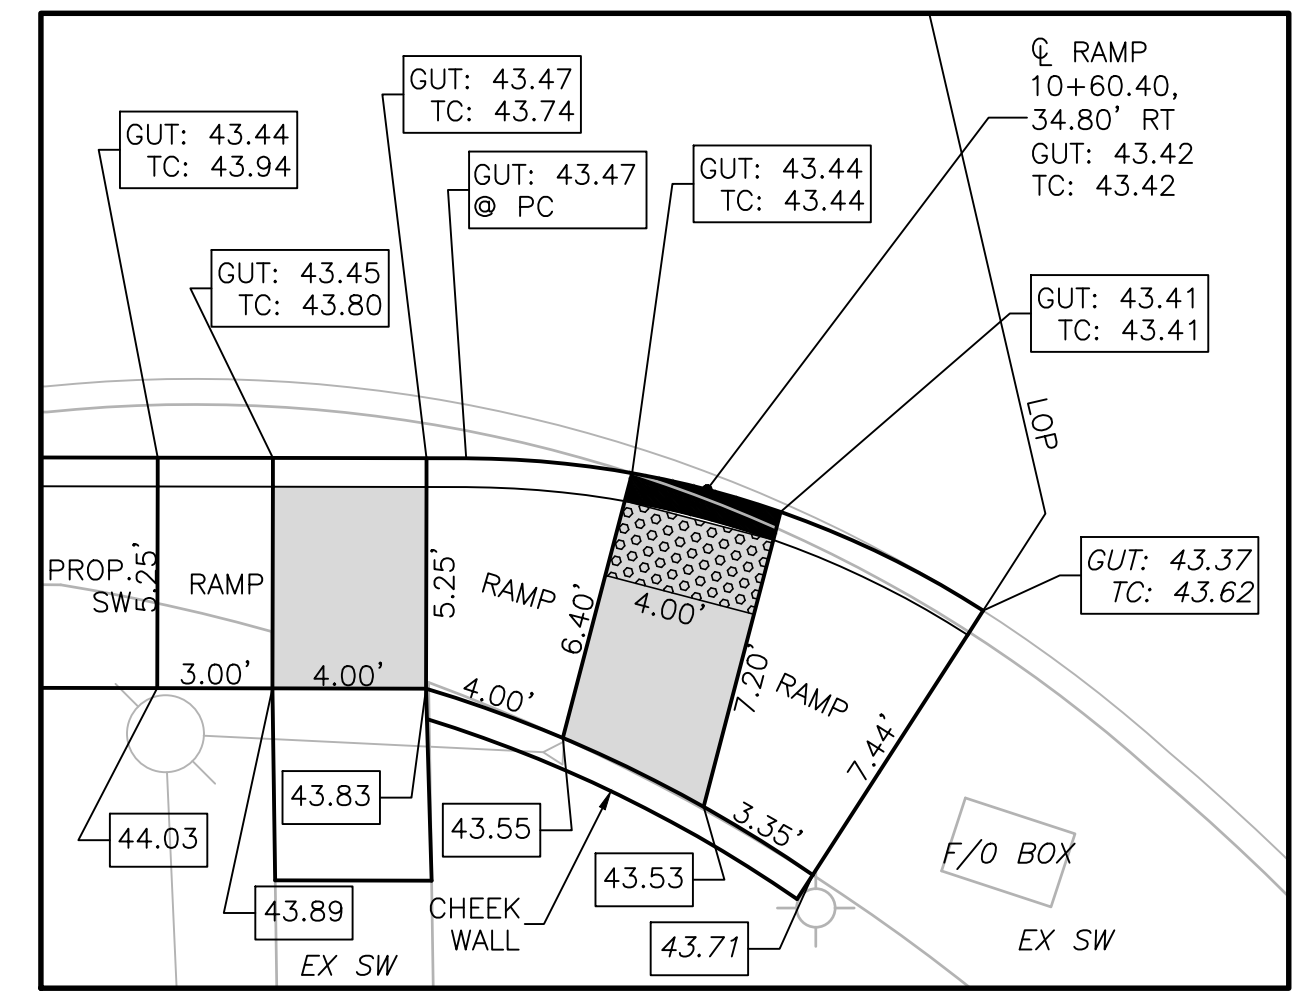 ℄ RAMP
10+60.40,
34.80' RT
GUT: 43.42
TC: 43.42
GUT: 43.47
TC: 43.74
GUT: 43.44
TC: 43.94
GUT: 43.47
@ PC
GUT: 43.44
TC: 43.44
GUT: 43.45
TC: 43.80
GUT: 43.41
TC: 43.41
LOP
GUT: 43.37
TC: 43.62
PROP.
SW
5.25'
RAMP
5.25'
RAMP
6.40'
4.00'
7.20'
RAMP
7.44'
3.00'
4.00'
4.00'
3.35'
43.83
44.03
43.55
43.53
43.89
CHEEK
WALL
43.71
F/O BOX
EX SW
EX SW